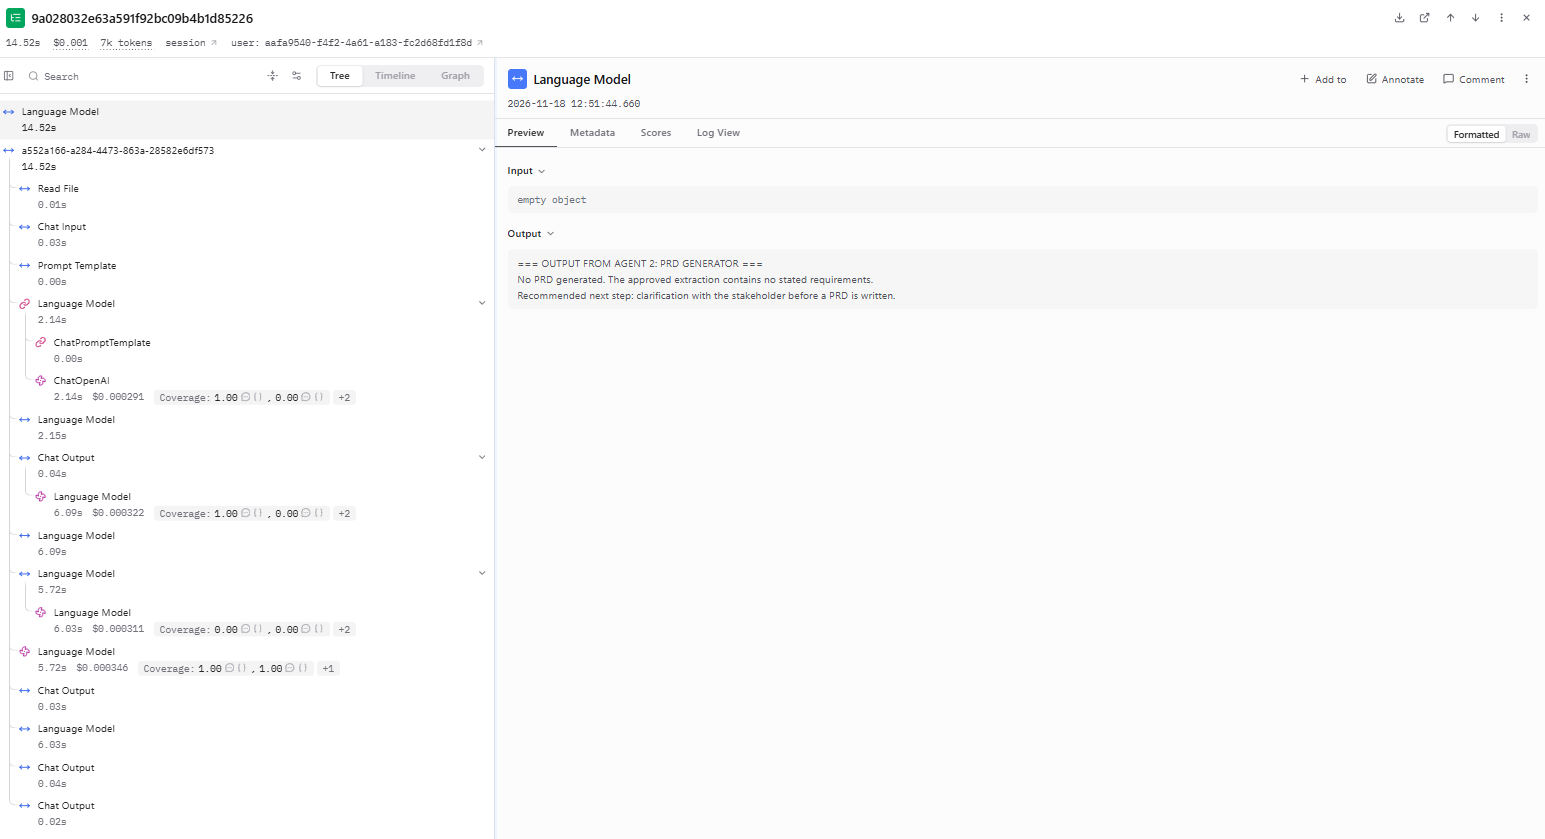 9a028032e63a591f92bc09b4b1d85226
14.52s $0.001 7k tokens session user: aafa9540-f4f2-4a61-a183-fc2d68fd1f8d
Search Tree Timeline Graph
Language Model
14.52s
a552a166-a284-4473-863a-28582e6df573
14.52s
Read File
0.01s
Chat Input
0.03s
Prompt Template
0.00s
Language Model
2.14s
ChatPromptTemplate
0.00s
ChatOpenAI
2.14s $0.000291 Coverage: 1.00 , 0.00 +2
Language Model
2.15s
Chat Output
0.04s
Language Model
6.09s $0.000322 Coverage: 1.00 , 0.00 +2
Language Model
6.09s
Language Model
5.72s
Language Model
6.03s $0.000311 Coverage: 0.00 , 0.00 +2
Language Model
5.72s $0.000346 Coverage: 1.00 , 1.00 +1
Chat Output
0.03s
Language Model
6.03s
Chat Output
0.04s
Chat Output
0.02s
Language Model
Add to Annotate Comment
2026-11-18 12:51:44.660
Preview Metadata Scores Log View
Formatted Raw
Input
empty object
Output
=== OUTPUT FROM AGENT 2: PRD GENERATOR ===
No PRD generated. The approved extraction contains no stated requirements.
Recommended next step: clarification with the stakeholder before a PRD is written.